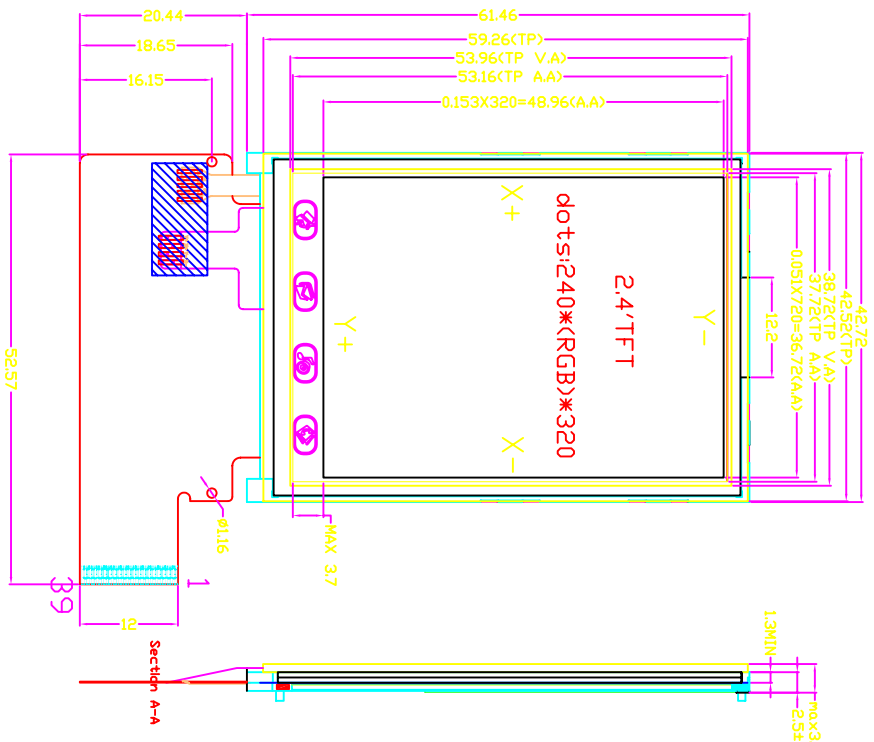 20.44
61.46
18.65
59.26(TP)
53.96(TP V.A)
16.15
53.16(TP A.A)
0.153X320=48.96(A.A)
42.72
42.52(TP)
38.72(TP V.A)
37.72(TP A.A)
0.051X720=36.72(A.A)
12.2
X+
Y-
dots:240*(RGB)*320
2.4'TFT
Y+
X-
52.57
ø1.16
MAX 3.7
1
39
12
Section A-A
1.3MIN
max3
2.5±